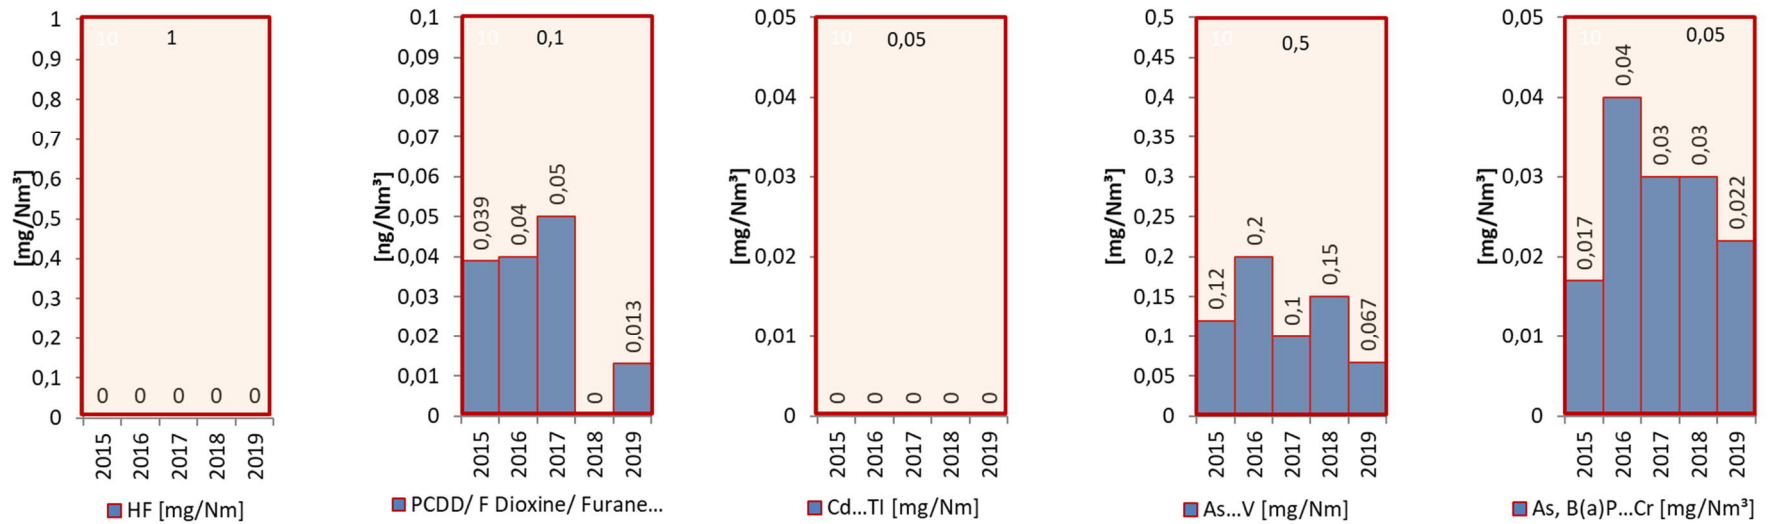 [mg/Nm³]
1
0,9
0,8
0,7
0,6
0,5
0,4
0,3
0,2
0,1
0
10 1
0 0 0 0 0
2015 2016 2017 2018 2019
HF [mg/Nm]
[ng/Nm³]
0,1
0,09
0,08
0,07
0,06
0,05
0,04
0,03
0,02
0,01
0
10 0,1
0,039 0,04 0,05 0 0,013
2015 2016 2017 2018 2019
PCDD/ F Dioxine/ Furane...
[mg/Nm³]
0,05
0,04
0,03
0,02
0,01
0
10 0,05
0 0 0 0 0
2015 2016 2017 2018 2019
Cd...TI [mg/Nm]
[mg/Nm³]
0,5
0,45
0,4
0,35
0,3
0,25
0,2
0,15
0,1
0,05
0
10 0,5
0,12 0,2 0,1 0,15 0,067
2015 2016 2017 2018 2019
As...V [mg/Nm]
[mg/Nm³]
0,05
0,04
0,03
0,02
0,01
0
10 0,05
0,017 0,04 0,03 0,03 0,022
2015 2016 2017 2018 2019
As, B(a)P...Cr [mg/Nm³]